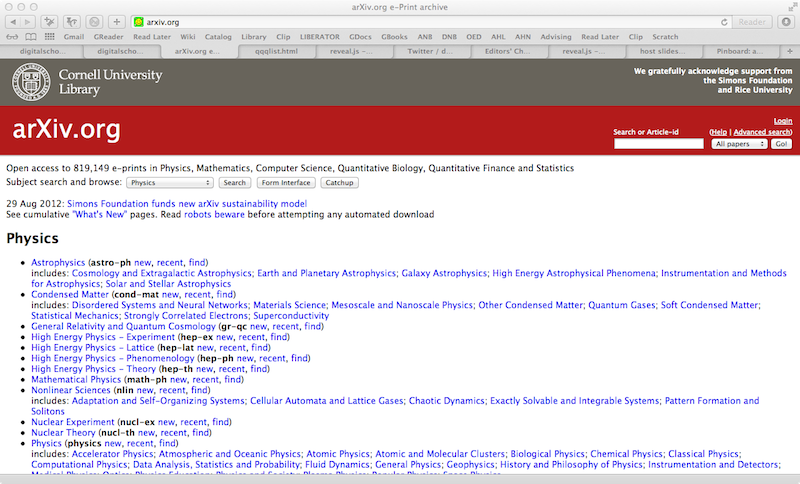 arXiv.org e-Print archive
arxiv.org
Reader
Gmail GReader Read Later Wiki Catalog Library Clip LIBERATOR GDocs GBooks ANB DNB OED AHL AHN Advising Read Later Clip Scratch
digitalscho... digitalscho... arXiv.org e... qqqlist.html reveal.js –... Twitter / d... Editors' Ch... reveal.js –... host slides... Pinboard: a...
Cornell University
Library
We gratefully acknowledge support from
the Simons Foundation
and Rice University
arXiv.org
Login
Search or Article-id (Help | Advanced search)
All papers Go!
Open access to 819,149 e-prints in Physics, Mathematics, Computer Science, Quantitative Biology, Quantitative Finance and Statistics
Subject search and browse: Physics Search Form Interface Catchup
29 Aug 2012: Simons Foundation funds new arXiv sustainability model
See cumulative "What's New" pages. Read robots beware before attempting any automated download
Physics
• Astrophysics (astro-ph new, recent, find)
includes: Cosmology and Extragalactic Astrophysics; Earth and Planetary Astrophysics; Galaxy Astrophysics; High Energy Astrophysical Phenomena; Instrumentation and Methods
for Astrophysics; Solar and Stellar Astrophysics
• Condensed Matter (cond-mat new, recent, find)
includes: Disordered Systems and Neural Networks; Materials Science; Mesoscale and Nanoscale Physics; Other Condensed Matter; Quantum Gases; Soft Condensed Matter;
Statistical Mechanics; Strongly Correlated Electrons; Superconductivity
• General Relativity and Quantum Cosmology (gr-qc new, recent, find)
• High Energy Physics – Experiment (hep-ex new, recent, find)
• High Energy Physics – Lattice (hep-lat new, recent, find)
• High Energy Physics – Phenomenology (hep-ph new, recent, find)
• High Energy Physics – Theory (hep-th new, recent, find)
• Mathematical Physics (math-ph new, recent, find)
• Nonlinear Sciences (nlin new, recent, find)
includes: Adaptation and Self-Organizing Systems; Cellular Automata and Lattice Gases; Chaotic Dynamics; Exactly Solvable and Integrable Systems; Pattern Formation and
Solitons
• Nuclear Experiment (nucl-ex new, recent, find)
• Nuclear Theory (nucl-th new, recent, find)
• Physics (physics new, recent, find)
includes: Accelerator Physics; Atmospheric and Oceanic Physics; Atomic Physics; Atomic and Molecular Clusters; Biological Physics; Chemical Physics; Classical Physics;
Computational Physics; Data Analysis, Statistics and Probability; Fluid Dynamics; General Physics; Geophysics; History and Philosophy of Physics; Instrumentation and Detectors;